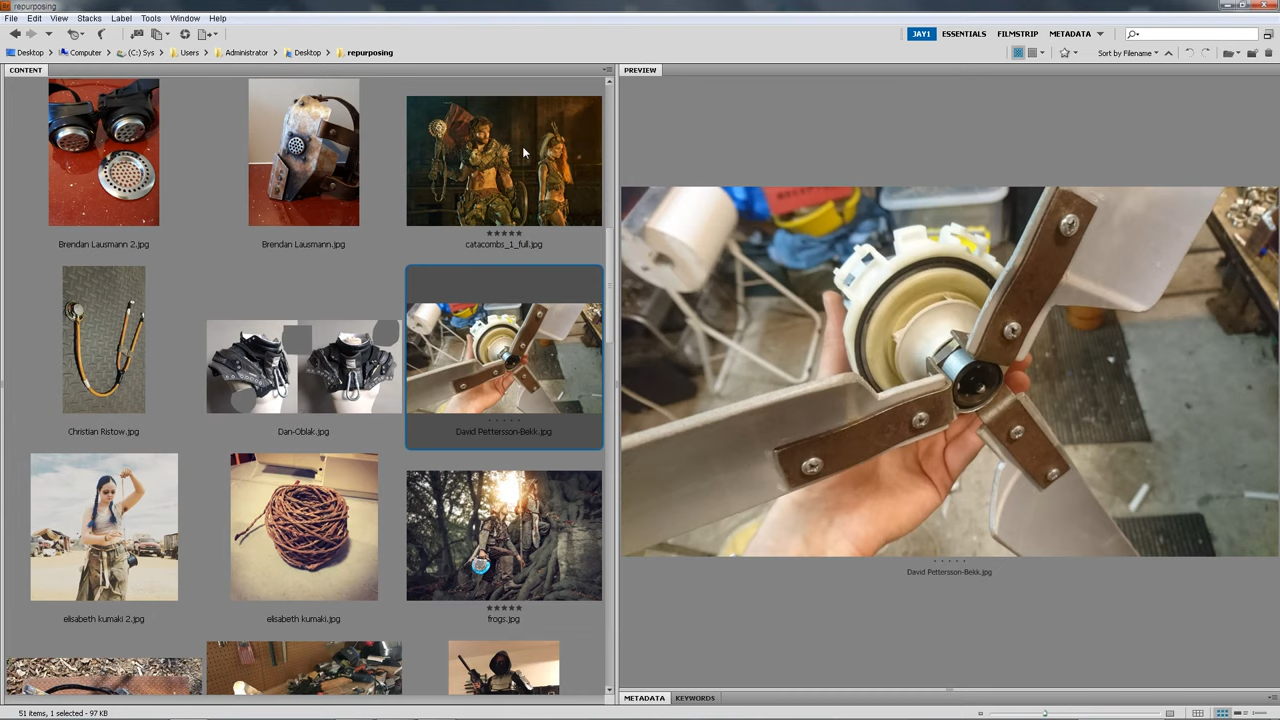 Br repurposing
File Edit View Stacks Label Tools Window Help
JAY1 ESSENTIALS FILMSTRIP METADATA
Desktop Computer (C:) Sys Users Administrator Desktop repurposing
Sort by Filename
CONTENT
PREVIEW
Brendan Lausmann 2.jpg
Brendan Lausmann.jpg
catacombs_1_full.jpg
Christian Ristow.jpg
Dan-Oblak.jpg
David Pettersson-Bekk.jpg
elisabeth kumaki 2.jpg
elisabeth kumaki.jpg
frogs.jpg
David Pettersson-Bekk.jpg
METADATA KEYWORDS
51 items, 1 selected - 97 KB